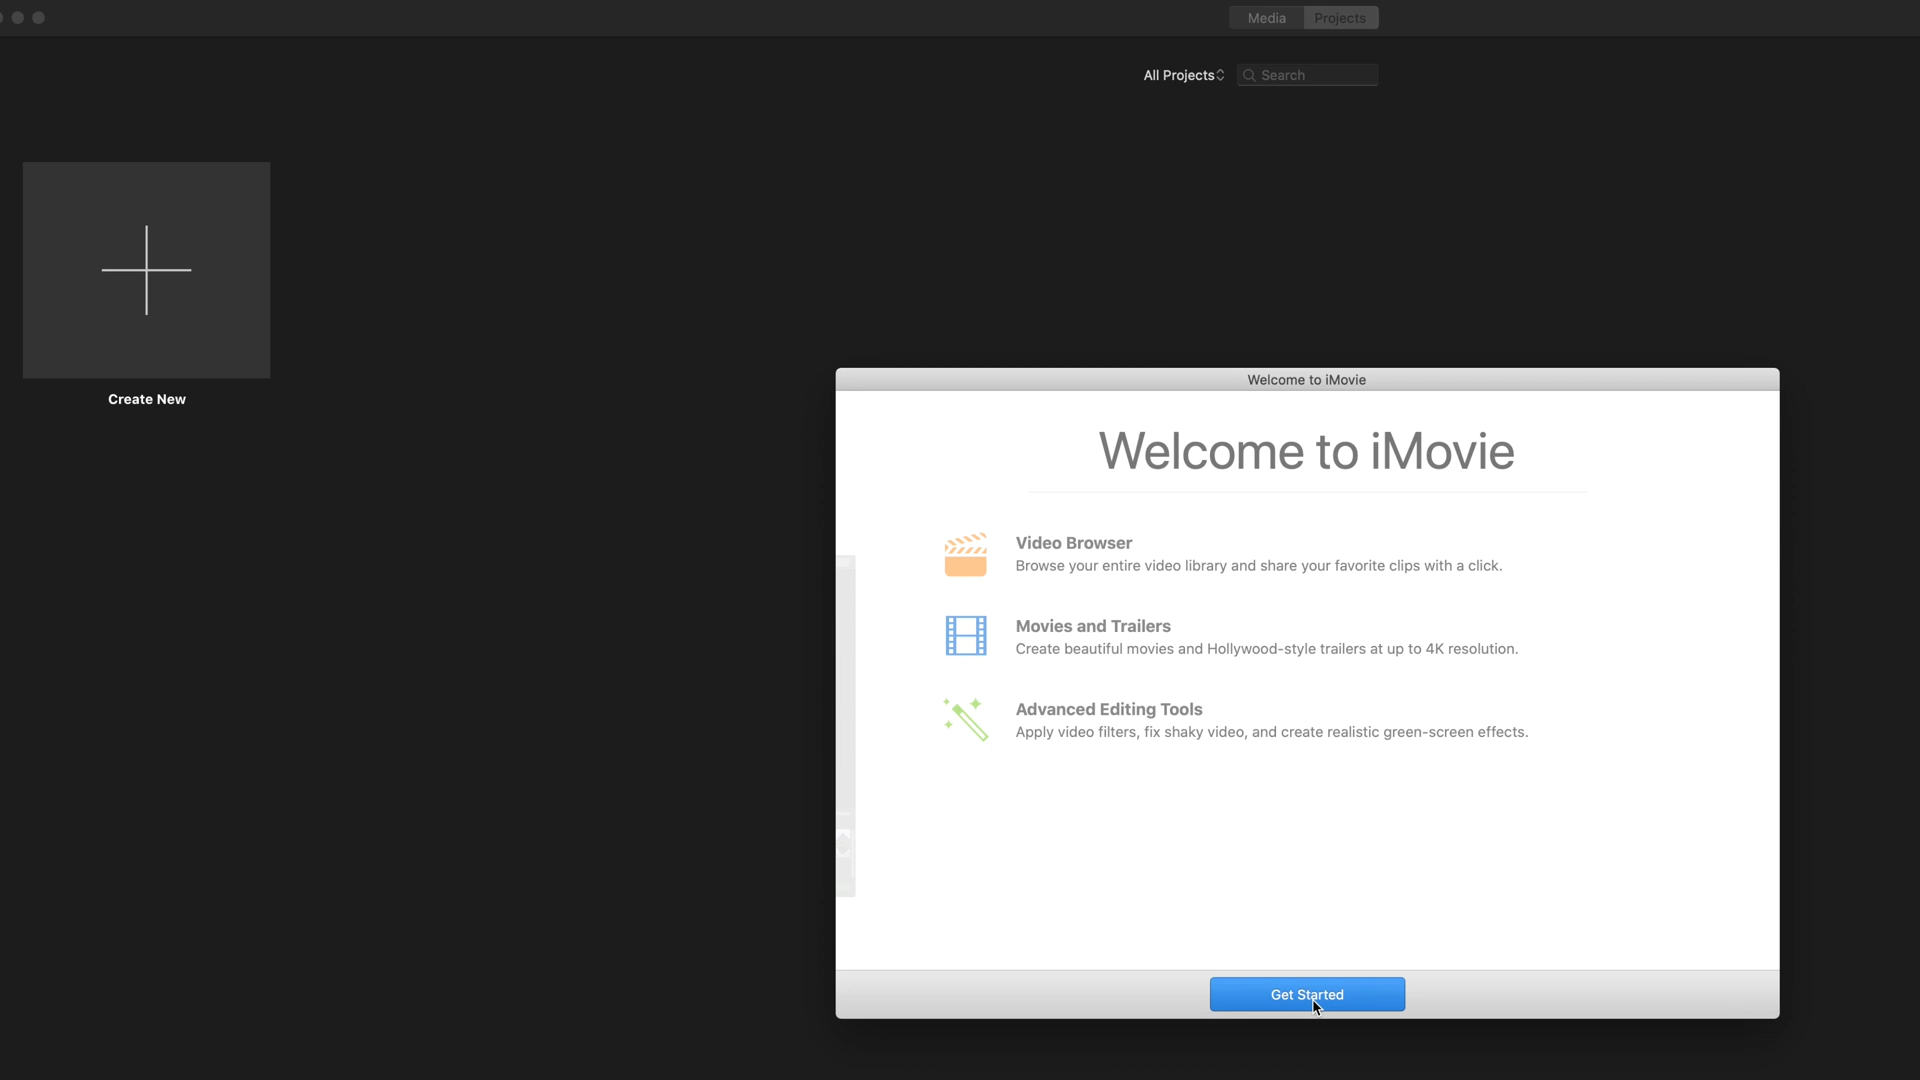 Media Projects
All Projects Search
Create New
Welcome to iMovie
Welcome to iMovie
Video Browser
Browse your entire video library and share your favorite clips with a click.
Movies and Trailers
Create beautiful movies and Hollywood-style trailers at up to 4K resolution.
Advanced Editing Tools
Apply video filters, fix shaky video, and create realistic green-screen effects.
Get Started